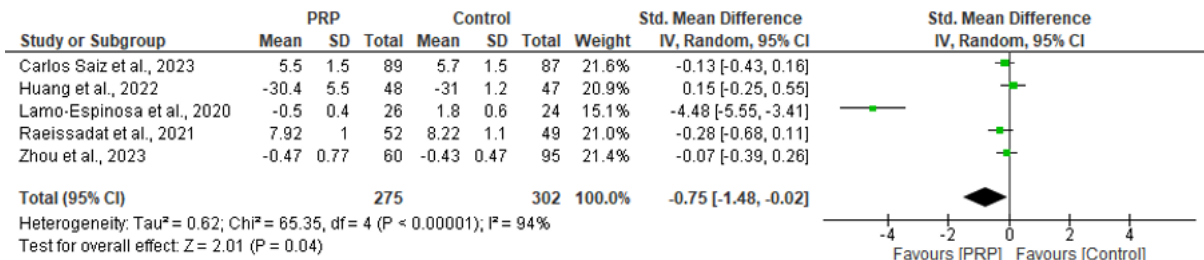 PRP Control Std. Mean Difference Std. Mean Difference
Study or Subgroup Mean SD Total Mean SD Total Weight IV, Random, 95% CI IV, Random, 95% CI
Carlos Saiz et al., 2023 5.5 1.5 89 5.7 1.5 87 21.6% -0.13 [-0.43, 0.16]
Huang et al., 2022 -30.4 5.5 48 -31 1.2 47 20.9% 0.15 [-0.25, 0.55]
Lamo-Espinosa et al., 2020 -0.5 0.4 26 1.8 0.6 24 15.1% -4.48 [-5.55, -3.41]
Raeissadat et al., 2021 7.92 1 52 8.22 1.1 49 21.0% -0.28 [-0.68, 0.11]
Zhou et al., 2023 -0.47 0.77 60 -0.43 0.47 95 21.4% -0.07 [-0.39, 0.26]
Total (95% CI) 275 302 100.0% -0.75 [-1.48, -0.02]
Heterogeneity: Tau² = 0.62; Chi² = 65.35, df = 4 (P < 0.00001); I² = 94%
Test for overall effect: Z = 2.01 (P = 0.04)
-4 -2 0 2 4
Favours [PRP] Favours [Control]